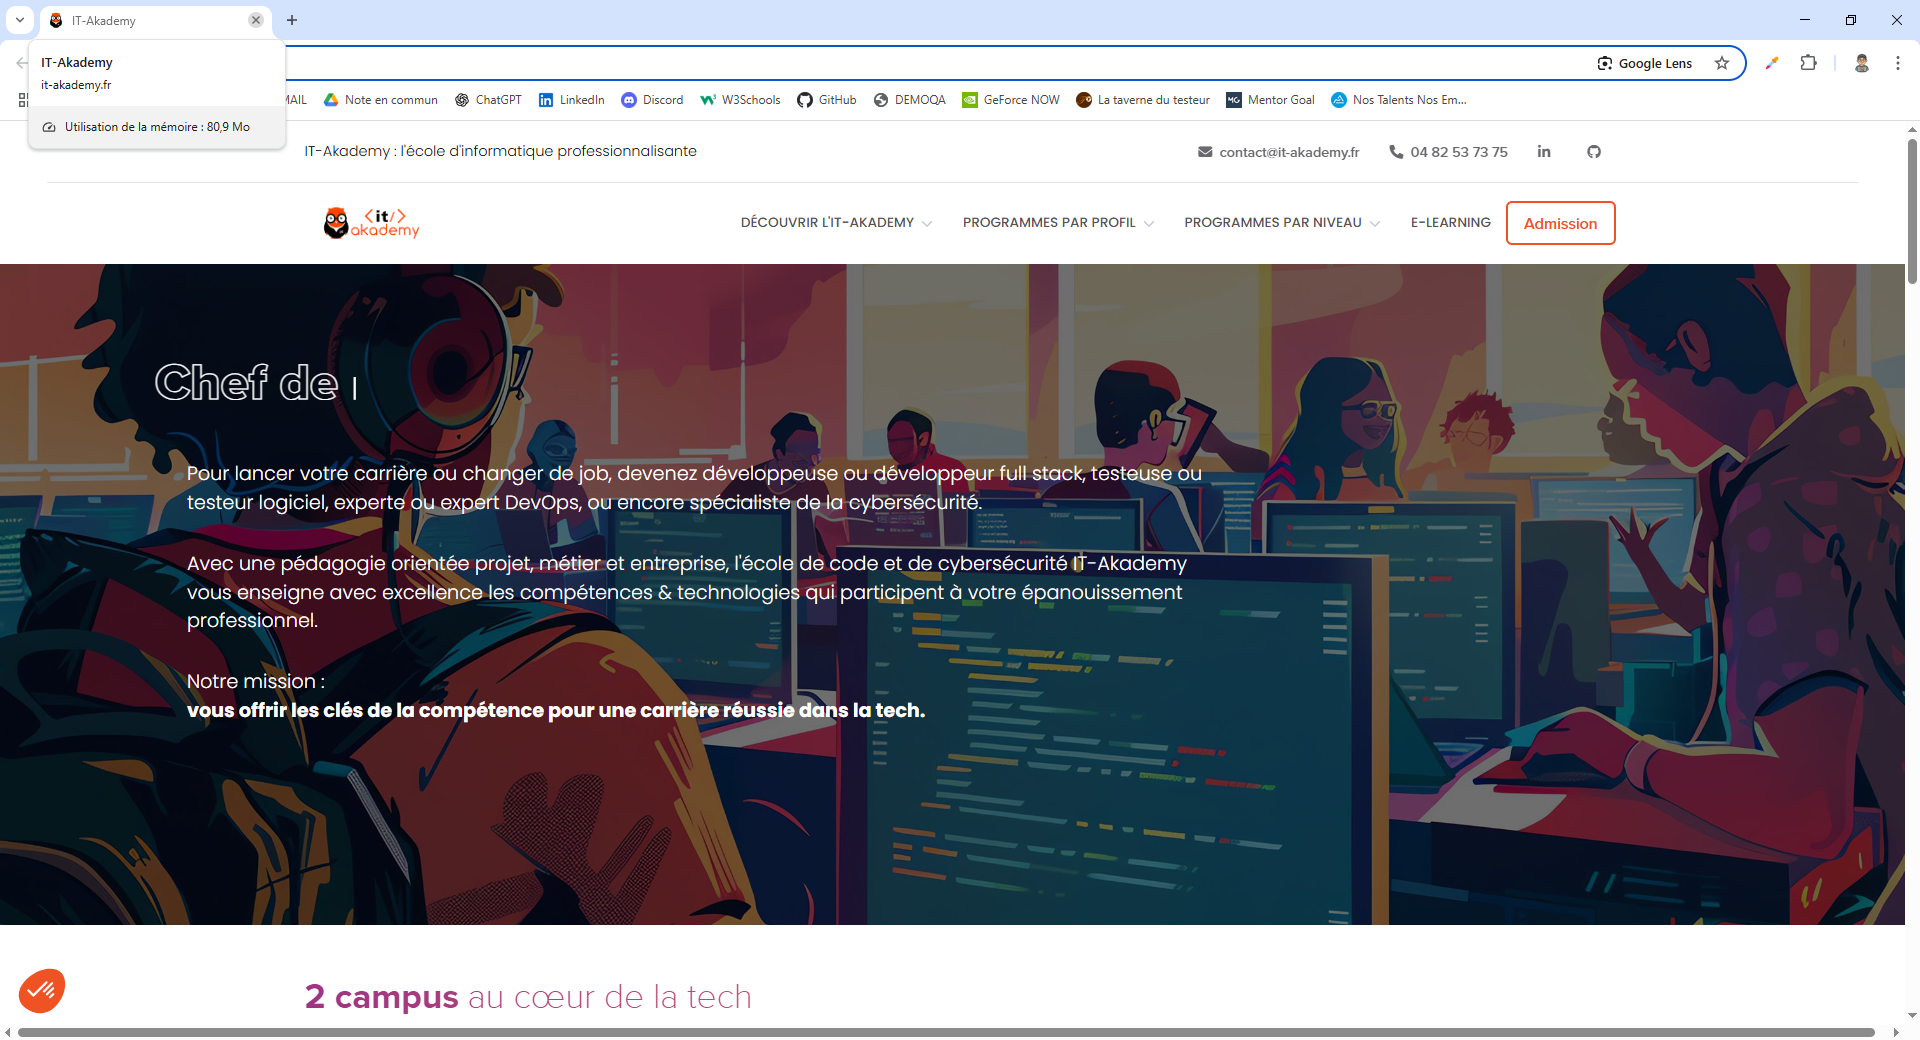 IT-Akademy
IT-Akademy
it-akademy.fr
Utilisation de la mémoire : 80,9 Mo
Google Lens
MAIL
Note en commun
ChatGPT
LinkedIn
Discord
W3Schools
GitHub
DEMOQA
GeForce NOW
La taverne du testeur
MG
Mentor Goal
Nos Talents Nos Em...
IT-Akademy : l'école d'informatique professionnalisante
contact@it-akademy.fr
04 82 53 73 75
<it/>
akademy
DÉCOUVRIR L'IT-AKADEMY
PROGRAMMES PAR PROFIL
PROGRAMMES PAR NIVEAU
E-LEARNING
Admission
Chef de |
Pour lancer votre carrière ou changer de job, devenez développeuse ou développeur full stack, testeuse ou
testeur logiciel, experte ou expert DevOps, ou encore spécialiste de la cybersécurité.
Avec une pédagogie orientée projet, métier et entreprise, l'école de code et de cybersécurité IT-Akademy
vous enseigne avec excellence les compétences & technologies qui participent à votre épanouissement
professionnel.
Notre mission :
vous offrir les clés de la compétence pour une carrière réussie dans la tech.
2 campus au cœur de la tech